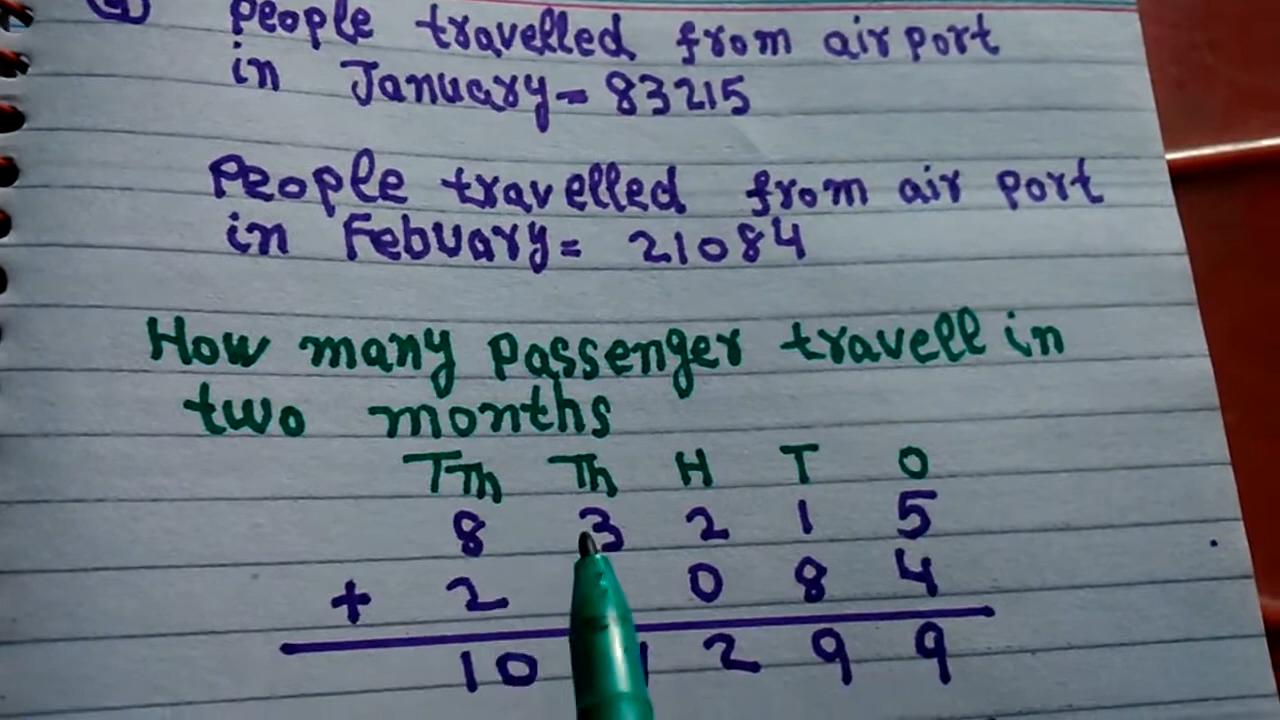 People travelled from air port
in January = 83215
People travelled from air port
in Febuary = 21084
How many Passenger travell in
two months
TTh Th H T O
8 3 2 1 5
+ 2 0 8 4
10 2 9 9